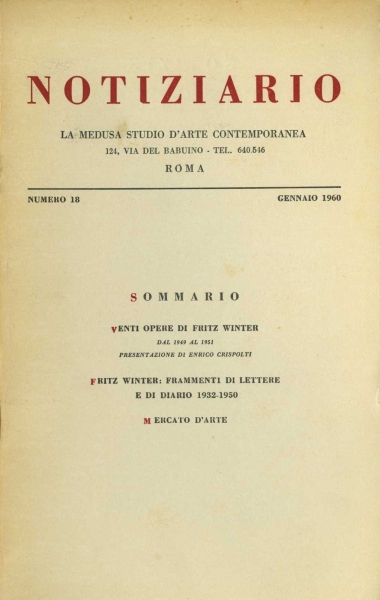 NOTIZIARIO
LA MEDUSA STUDIO D'ARTE CONTEMPORANEA
124, VIA DEL BABUINO - TEL. 640.546
ROMA
NUMERO 18 GENNAIO 1960
SOMMARIO
VENTI OPERE DI FRITZ WINTER
DAL 1949 AL 1951
PRESENTAZIONE DI ENRICO CRISPOLTI
FRITZ WINTER: FRAMMENTI DI LETTERE
E DI DIARIO 1932-1950
MERCATO D'ARTE